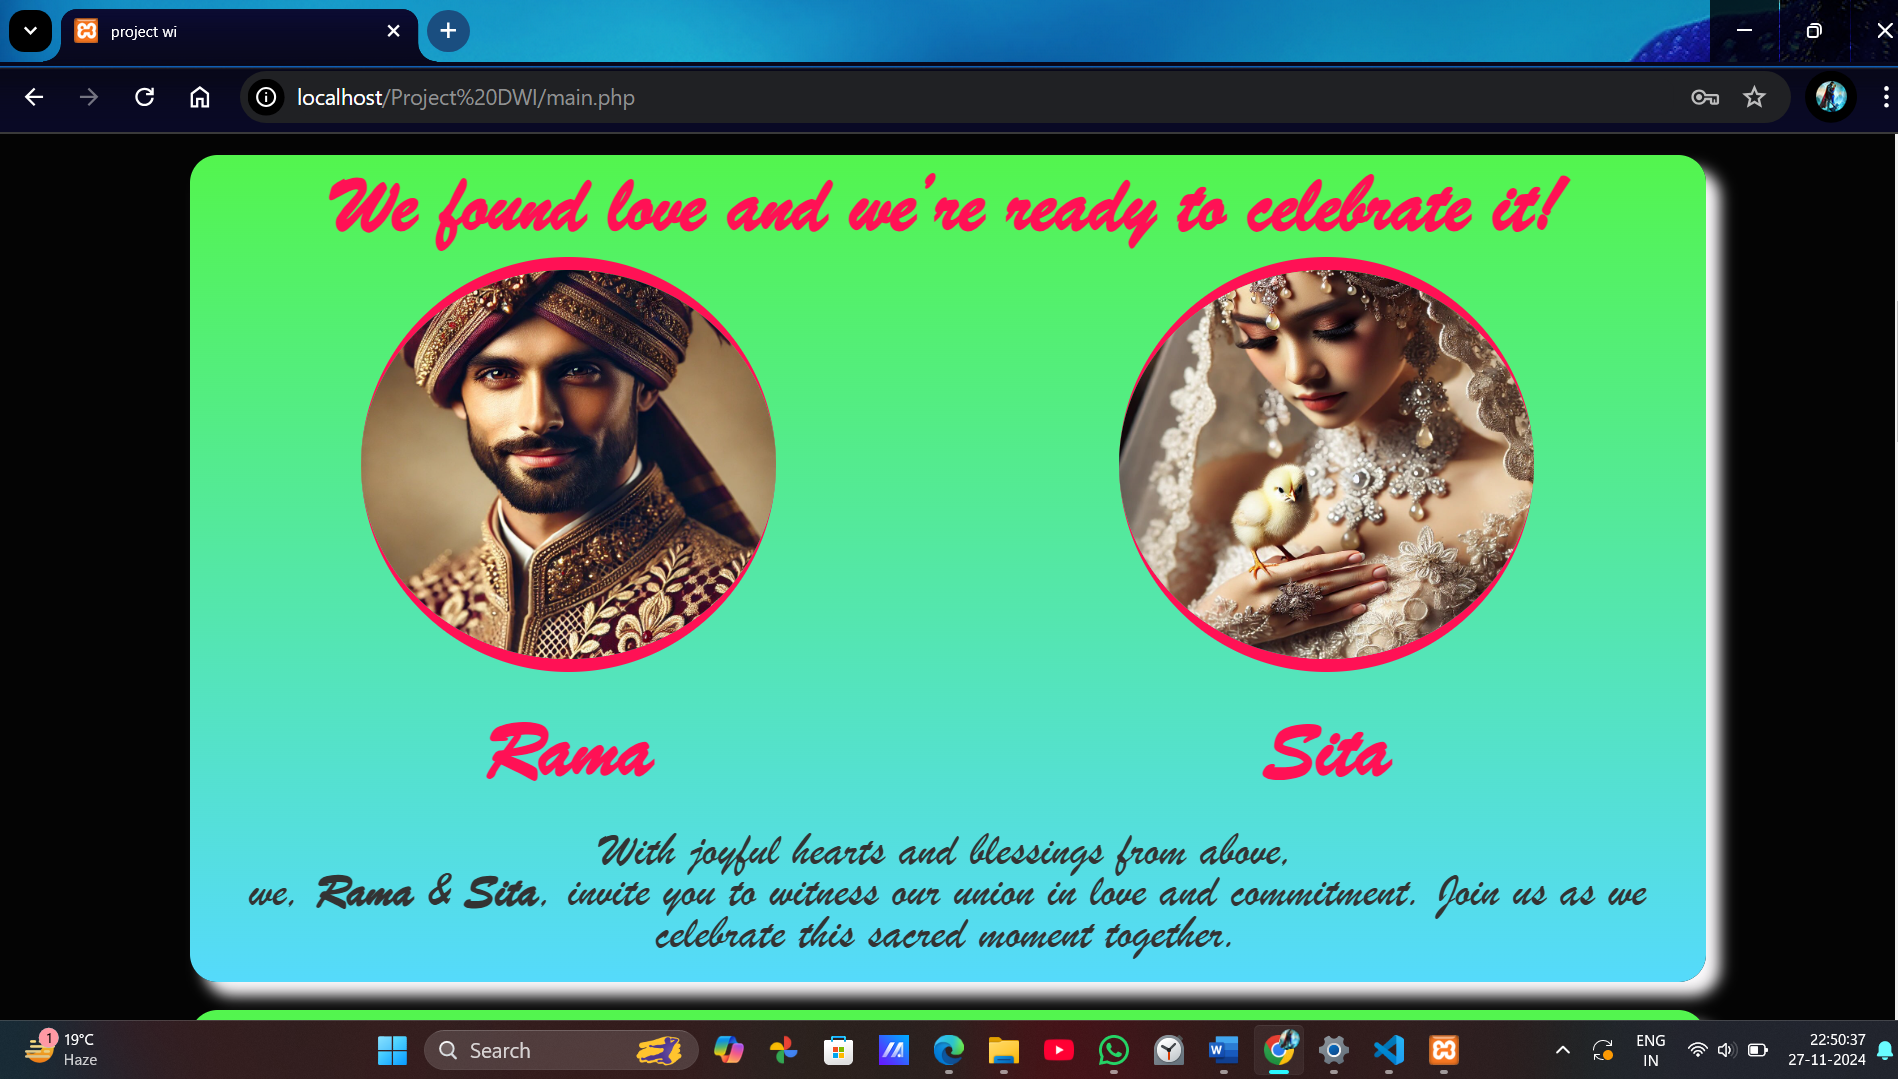 project wi
localhost/Project%20DWI/main.php
We found love and we're ready to celebrate it!
Rama
Sita
With joyful hearts and blessings from above,
we, Rama & Sita, invite you to witness our union in love and commitment. Join us as we
celebrate this sacred moment together.
1
19°C
Haze
Search
W
ENG
IN
22:50:37
27-11-2024